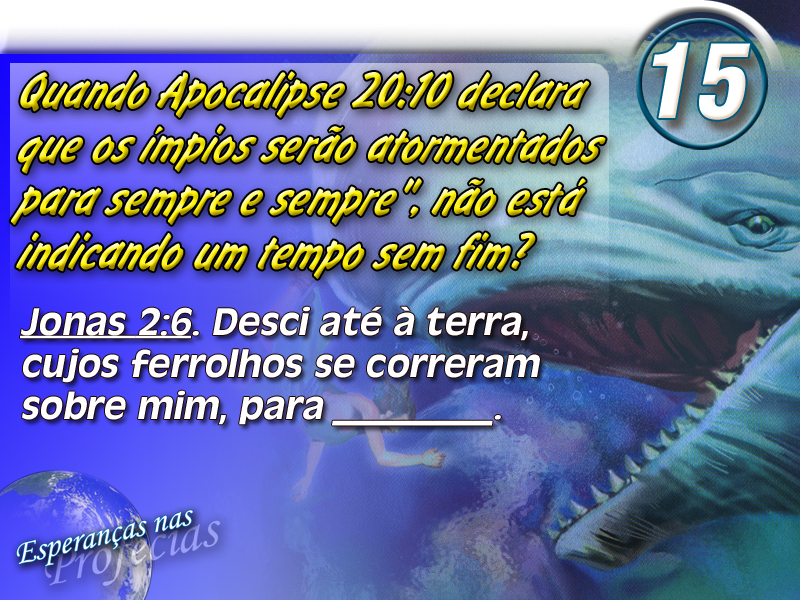 15
Quando Apocalipse 20:10 declara
que os ímpios serão atormentados
para sempre e sempre", não está
indicando um tempo sem fim?
Jonas 2:6. Desci até à terra,
cujos ferrolhos se correram
sobre mim, para ________.
Esperanças nas
Profecias